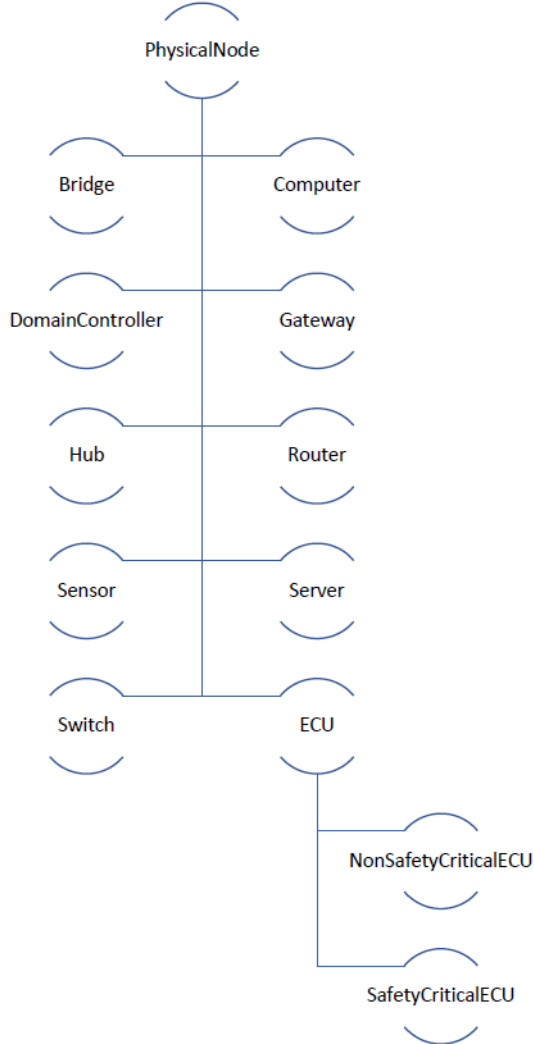 PhysicalNode
Bridge
Computer
DomainController
Gateway
Hub
Router
Sensor
Server
Switch
ECU
NonSafetyCriticalECU
SafetyCriticalECU